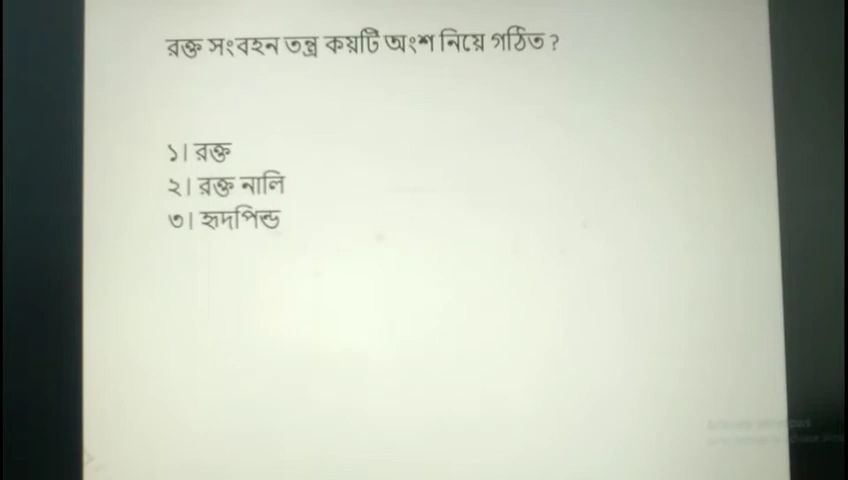 রক্ত সংবহন তন্ত্র কয়টি অংশ নিয়ে গঠিত ?
১। রক্ত
২। রক্ত নালি
৩। হৃদপিন্ড